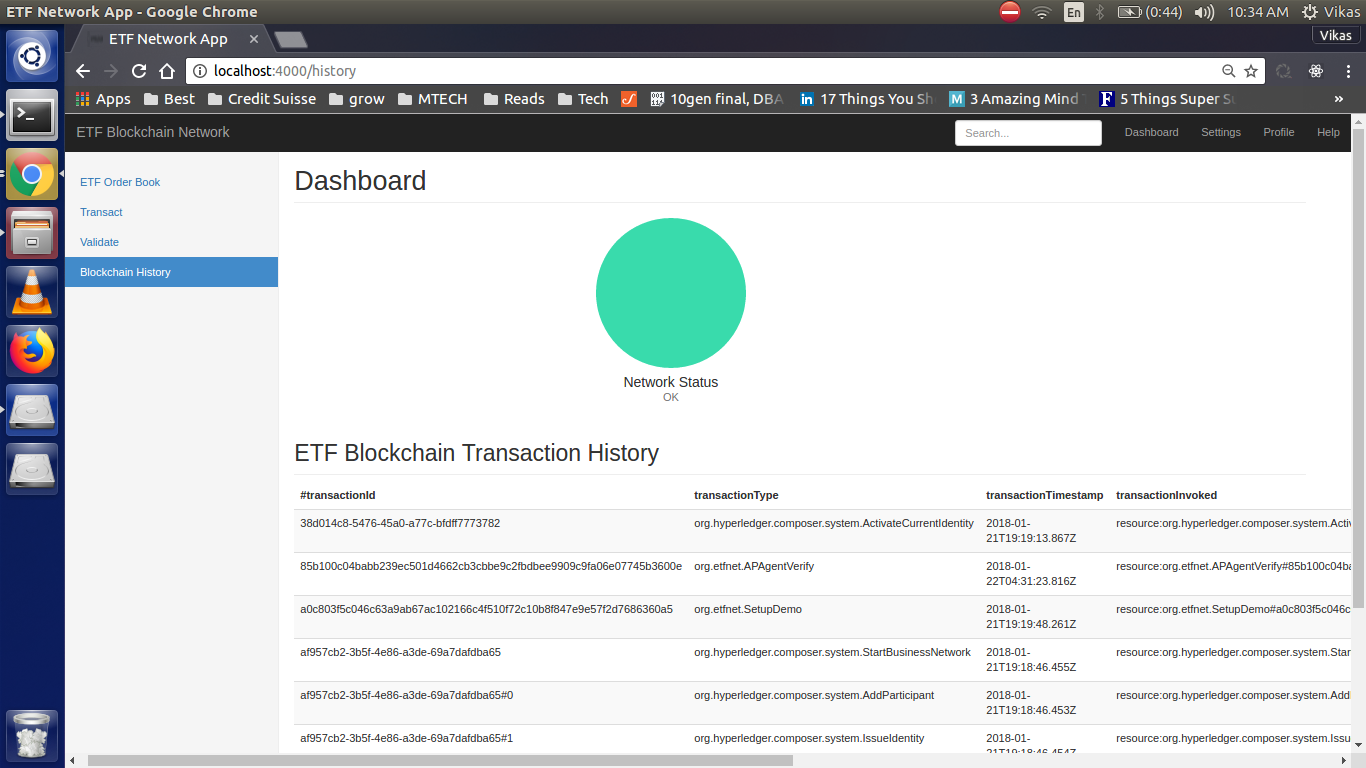 ETF Network App - Google Chrome
En
(0:44)
10:34 AM
Vikas
ETF Network App
Vikas
localhost:4000/history
Apps
Best
Credit Suisse
grow
MTECH
Reads
Tech
10gen final, DBA
17 Things You Sh
3 Amazing Mind
5 Things Super Su
»
ETF Blockchain Network
Search...
Dashboard
Settings
Profile
Help
ETF Order Book
Transact
Validate
Blockchain History
Dashboard
Network Status
OK
ETF Blockchain Transaction History
#transactionId transactionType transactionTimestamp transactionInvoked
38d014c8-5476-45a0-a77c-bfdff7773782 org.hyperledger.composer.system.ActivateCurrentIdentity 2018-01- resource:org.hyperledger.composer.system.Activ
21T19:19:13.867Z
85b100c04babb239ec501d4662cb3cbbe9c2fbdbee9909c9fa06e07745b3600e org.etfnet.APAgentVerify 2018-01- resource:org.etfnet.APAgentVerify#85b100c04ba
22T04:31:23.816Z
a0c803f5c046c63a9ab67ac102166c4f510f72c10b8f847e9e57f2d7686360a5 org.etfnet.SetupDemo 2018-01- resource:org.etfnet.SetupDemo#a0c803f5c046c
21T19:19:48.261Z
af957cb2-3b5f-4e86-a3de-69a7dafdba65 org.hyperledger.composer.system.StartBusinessNetwork 2018-01- resource:org.hyperledger.composer.system.Star
21T19:18:46.455Z
af957cb2-3b5f-4e86-a3de-69a7dafdba65#0 org.hyperledger.composer.system.AddParticipant 2018-01- resource:org.hyperledger.composer.system.Add
21T19:18:46.453Z
af957cb2-3b5f-4e86-a3de-69a7dafdba65#1 org.hyperledger.composer.system.IssueIdentity 2018-01- resource:org.hyperledger.composer.system.Issu
21T19:18:46.454Z